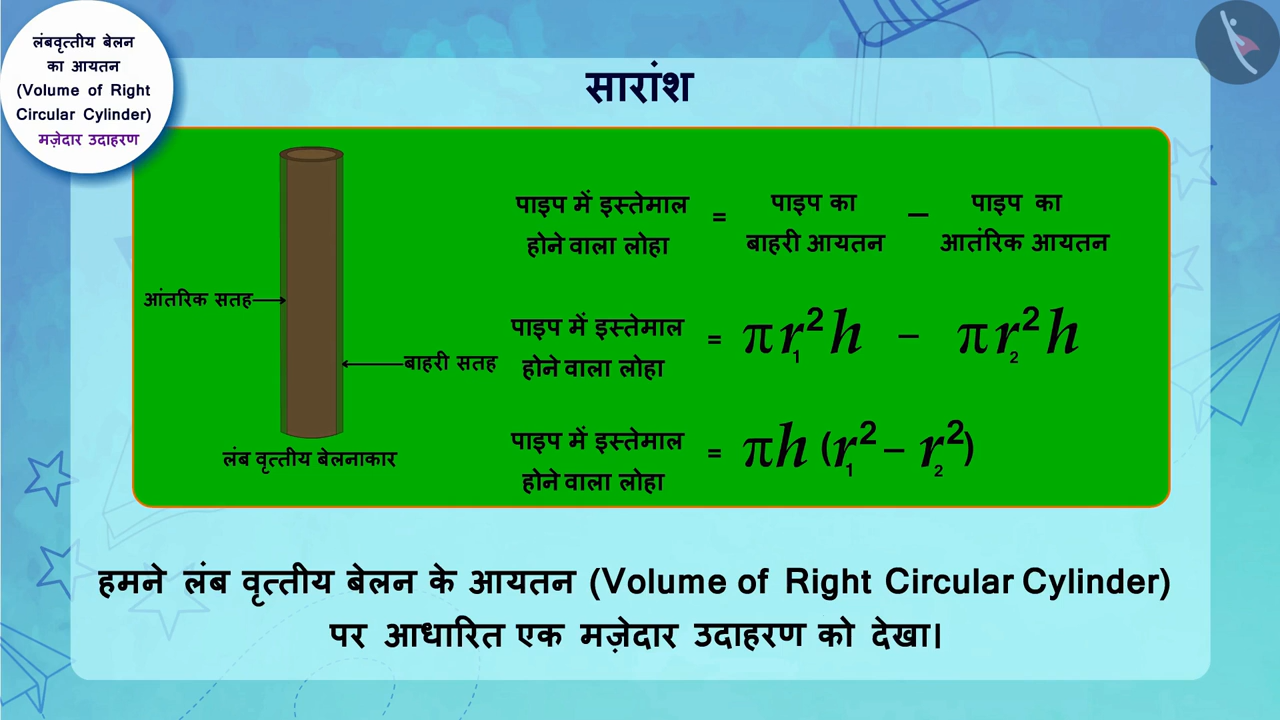 लंबवृत्तीय बेलन
का आयतन
(Volume of Right
Circular Cylinder)
मज़ेदार उदाहरण
सारांश
पाइप में इस्तेमाल
होने वाला लोहा
=
पाइप का
बाहरी आयतन
–
पाइप का
आतंरिक आयतन
आंतरिक सतह
पाइप में इस्तेमाल
होने वाला लोहा
= πr₁²h – πr₂²h
बाहरी सतह
पाइप में इस्तेमाल
होने वाला लोहा
= πh (r₁² – r₂²)
लंब वृत्तीय बेलनाकार
हमने लंब वृत्तीय बेलन के आयतन (Volume of Right Circular Cylinder)
पर आधारित एक मज़ेदार उदाहरण को देखा।